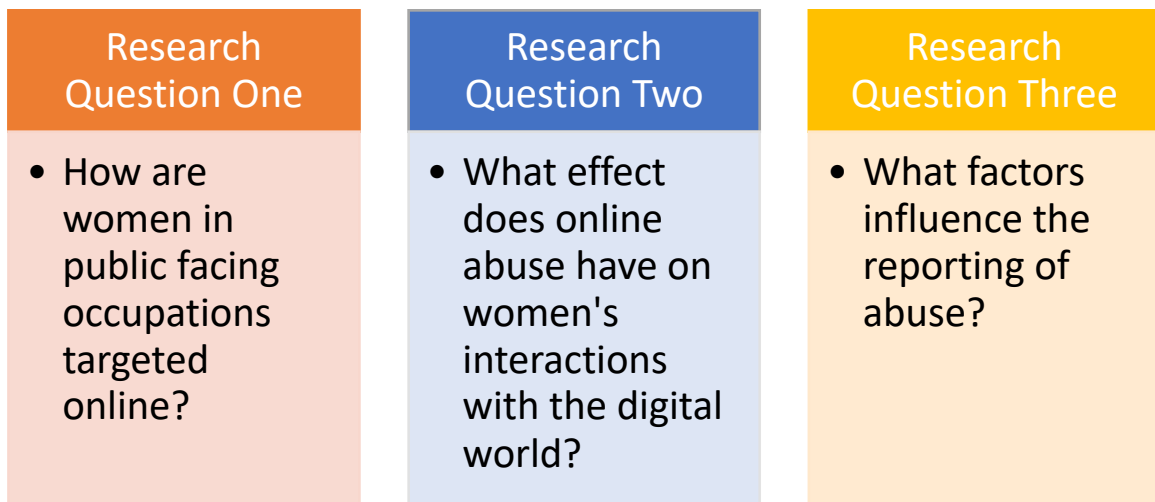 Research
Question One
• How are
women in
public facing
occupations
targeted
online?
Research
Question Two
• What effect
does online
abuse have on
women's
interactions
with the digital
world?
Research
Question Three
• What factors
influence the
reporting of
abuse?